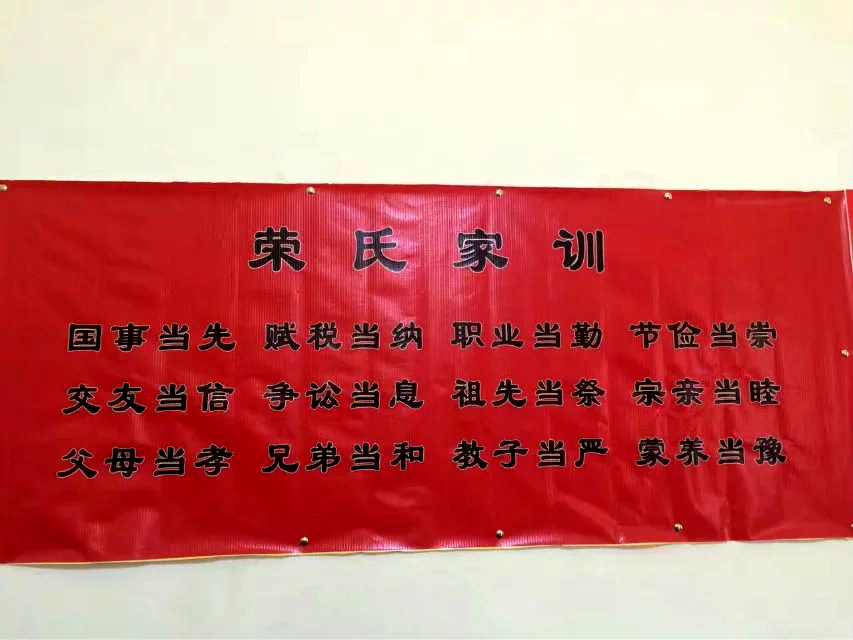 荣氏家训
国事当先 赋税当纳 职业当勤 节俭当崇
交友当信 争讼当息 祖先当祭 宗亲当睦
父母当孝 兄弟当和 教子当严 蒙养当豫